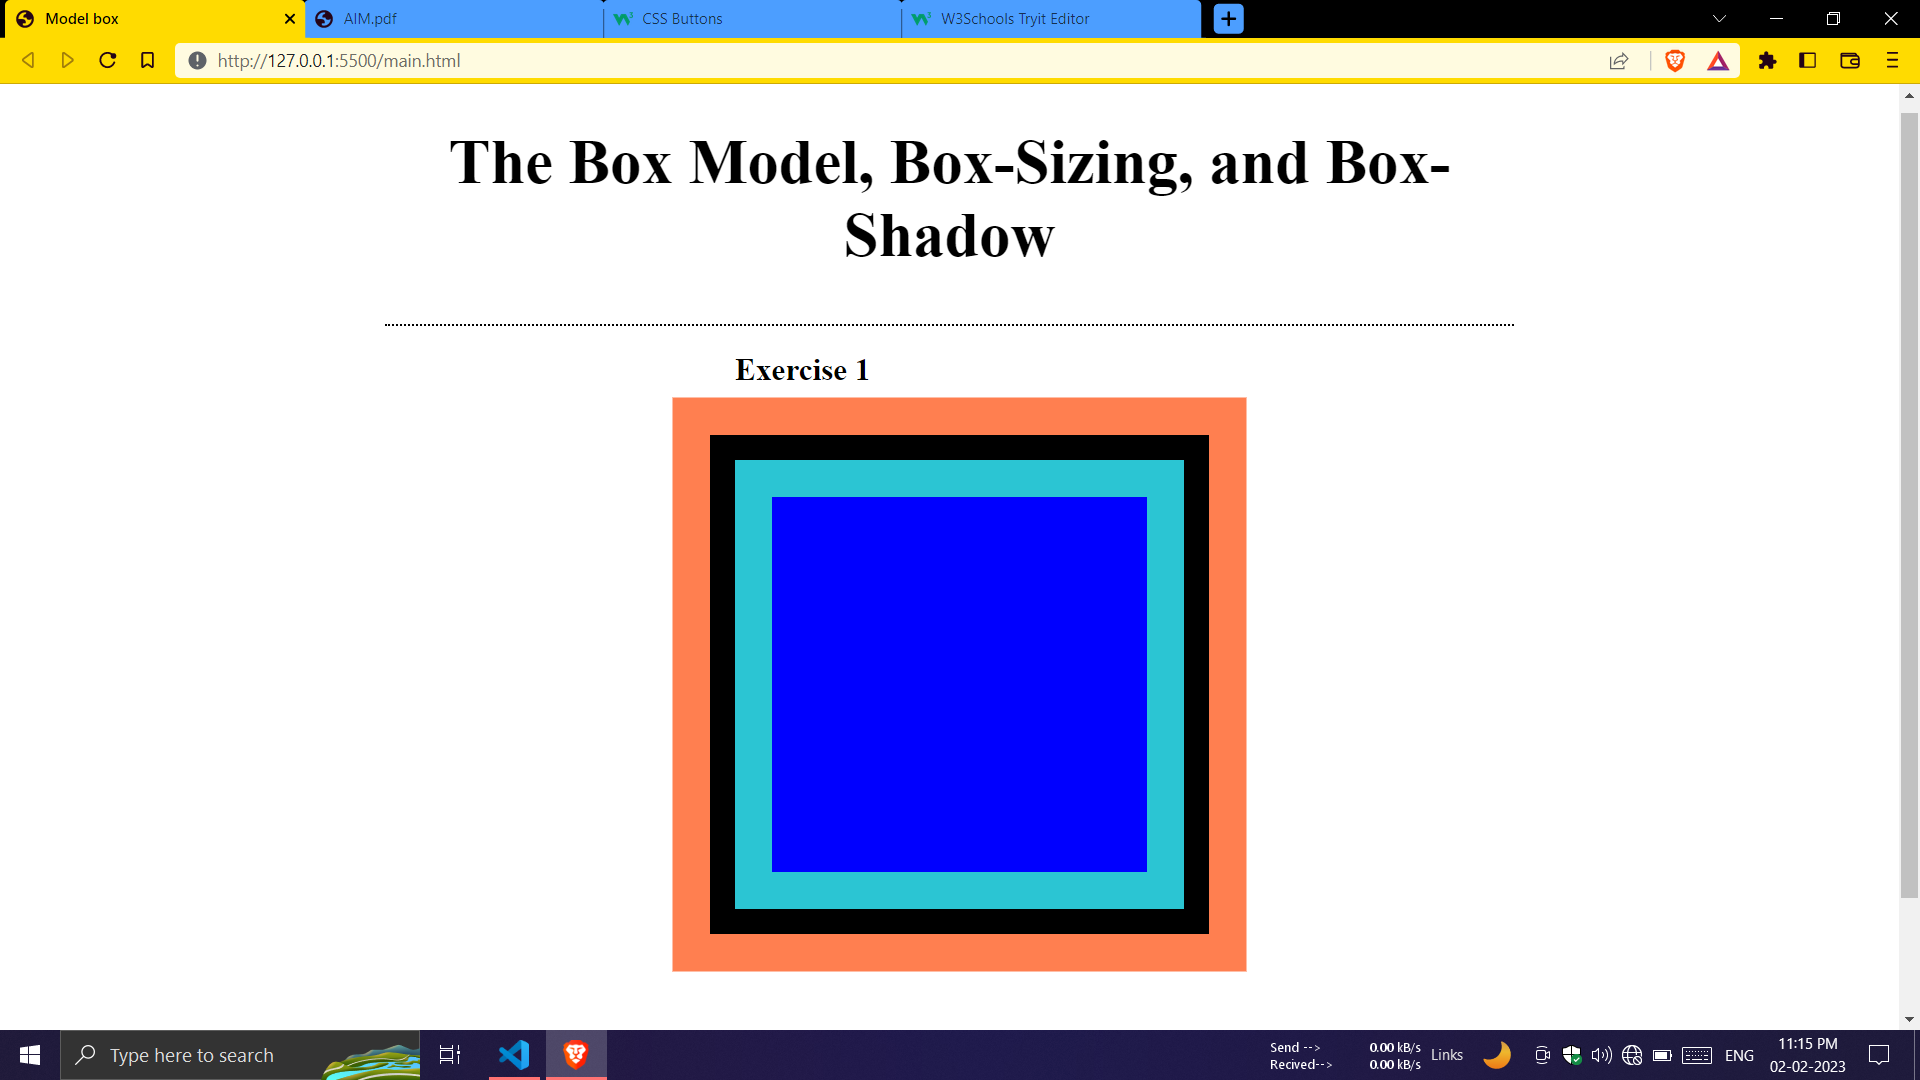 Model box
AIM.pdf
CSS Buttons
W3Schools Tryit Editor
http://127.0.0.1:5500/main.html
The Box Model, Box-Sizing, and Box-
Shadow
Exercise 1
Type here to search
Send --> 0.00 kB/s
Recived--> 0.00 kB/s
Links
ENG
11:15 PM
02-02-2023